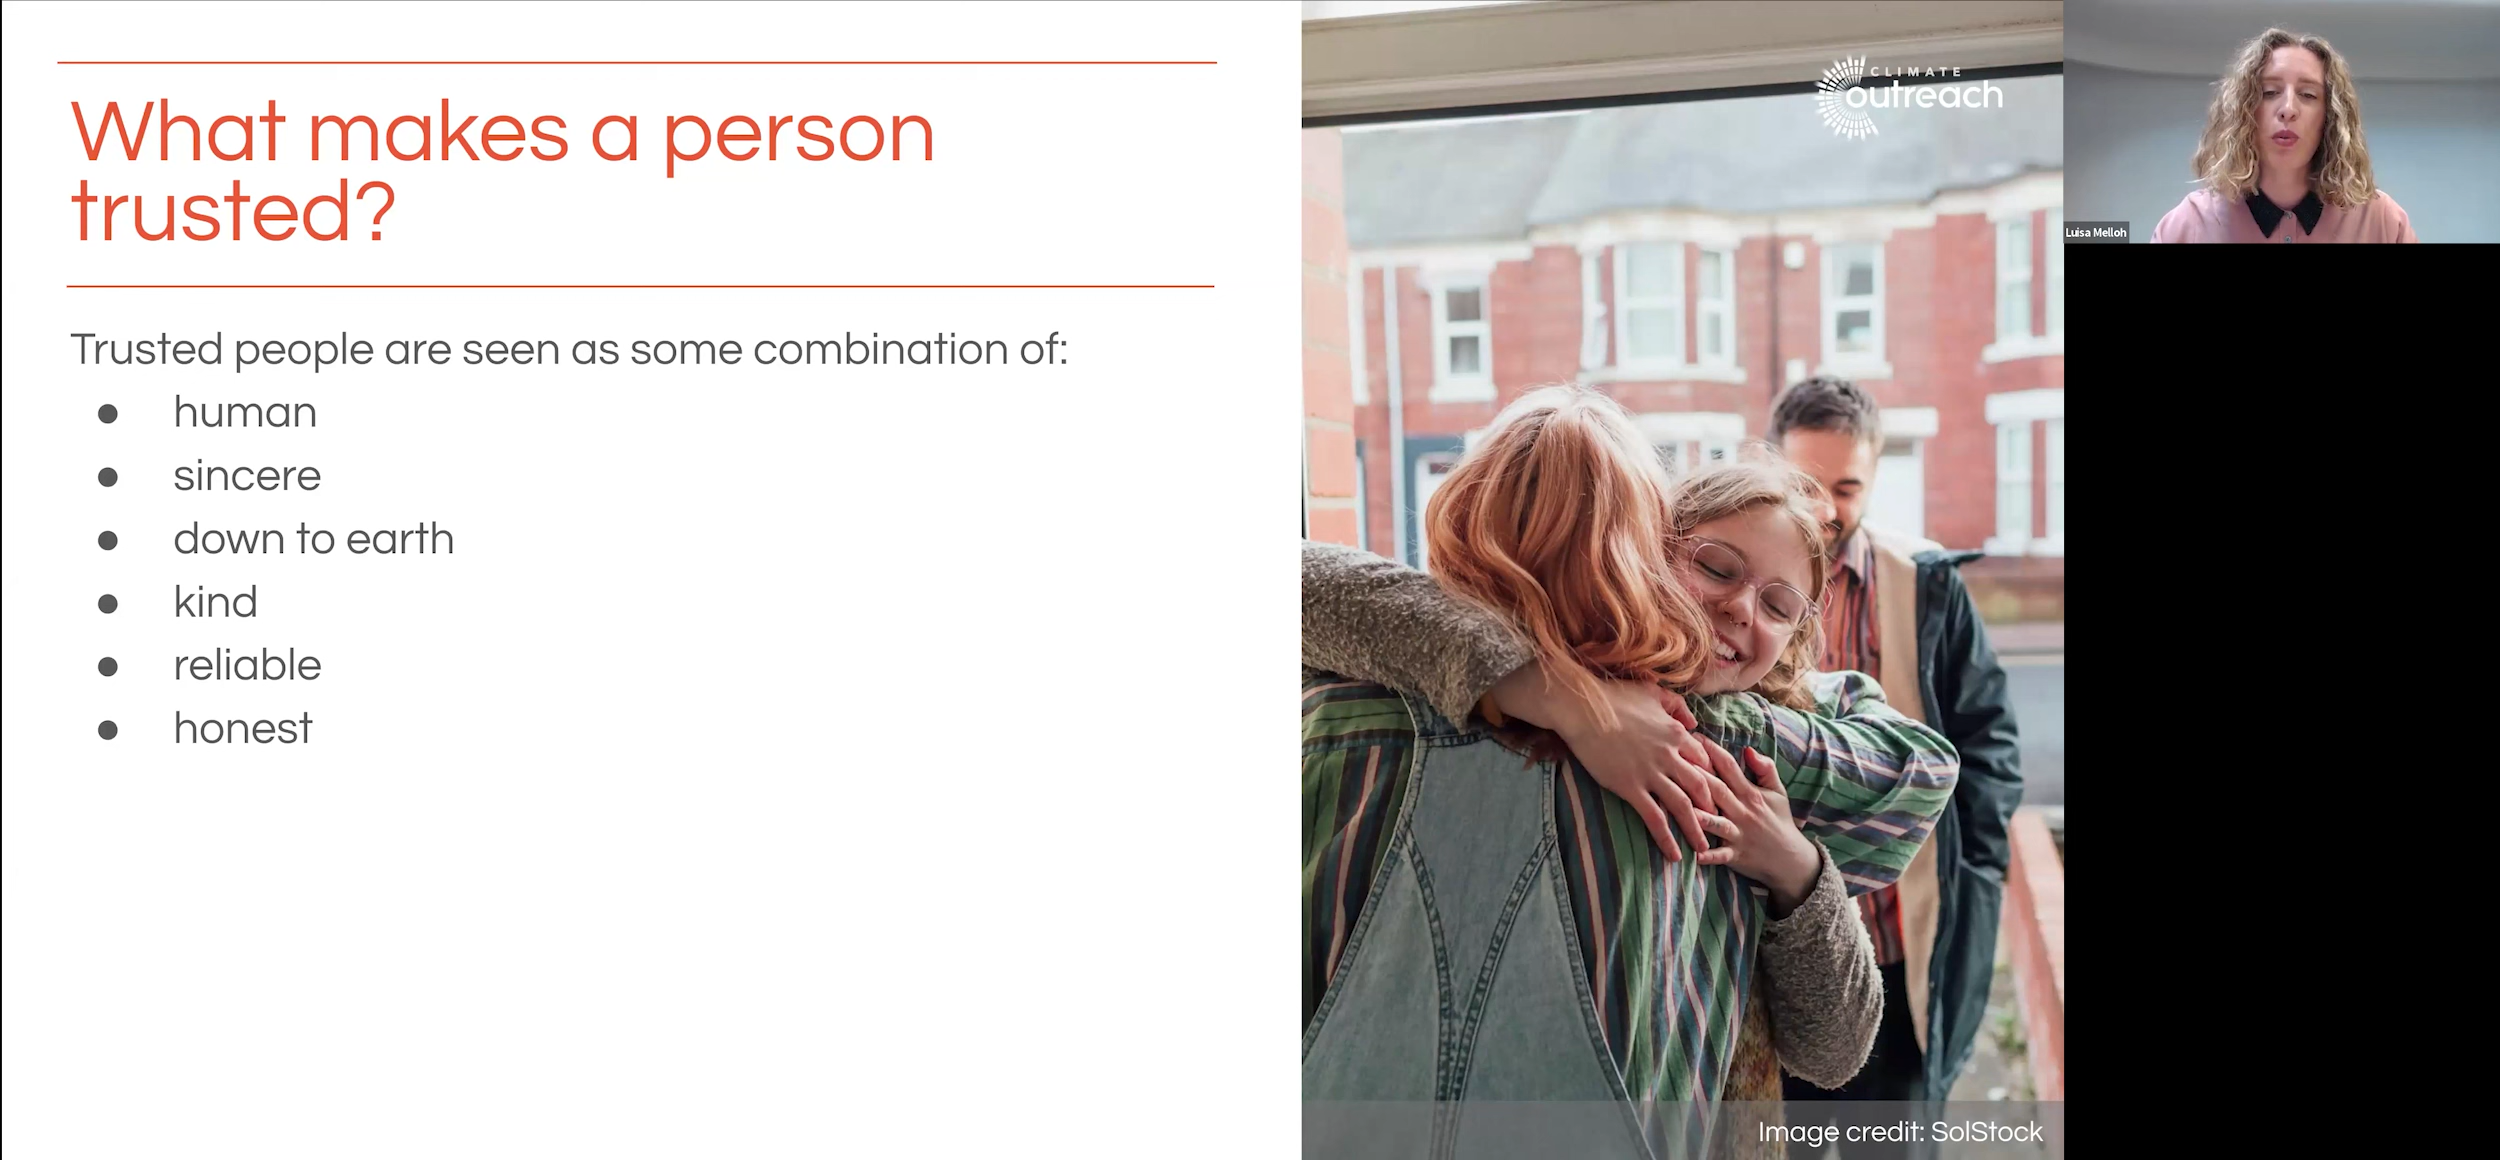 What makes a person
trusted?
Trusted people are seen as some combination of:
● human
● sincere
● down to earth
● kind
● reliable
● honest
CLIMATE
outreach
Image credit: SolStock
Luisa Melloh